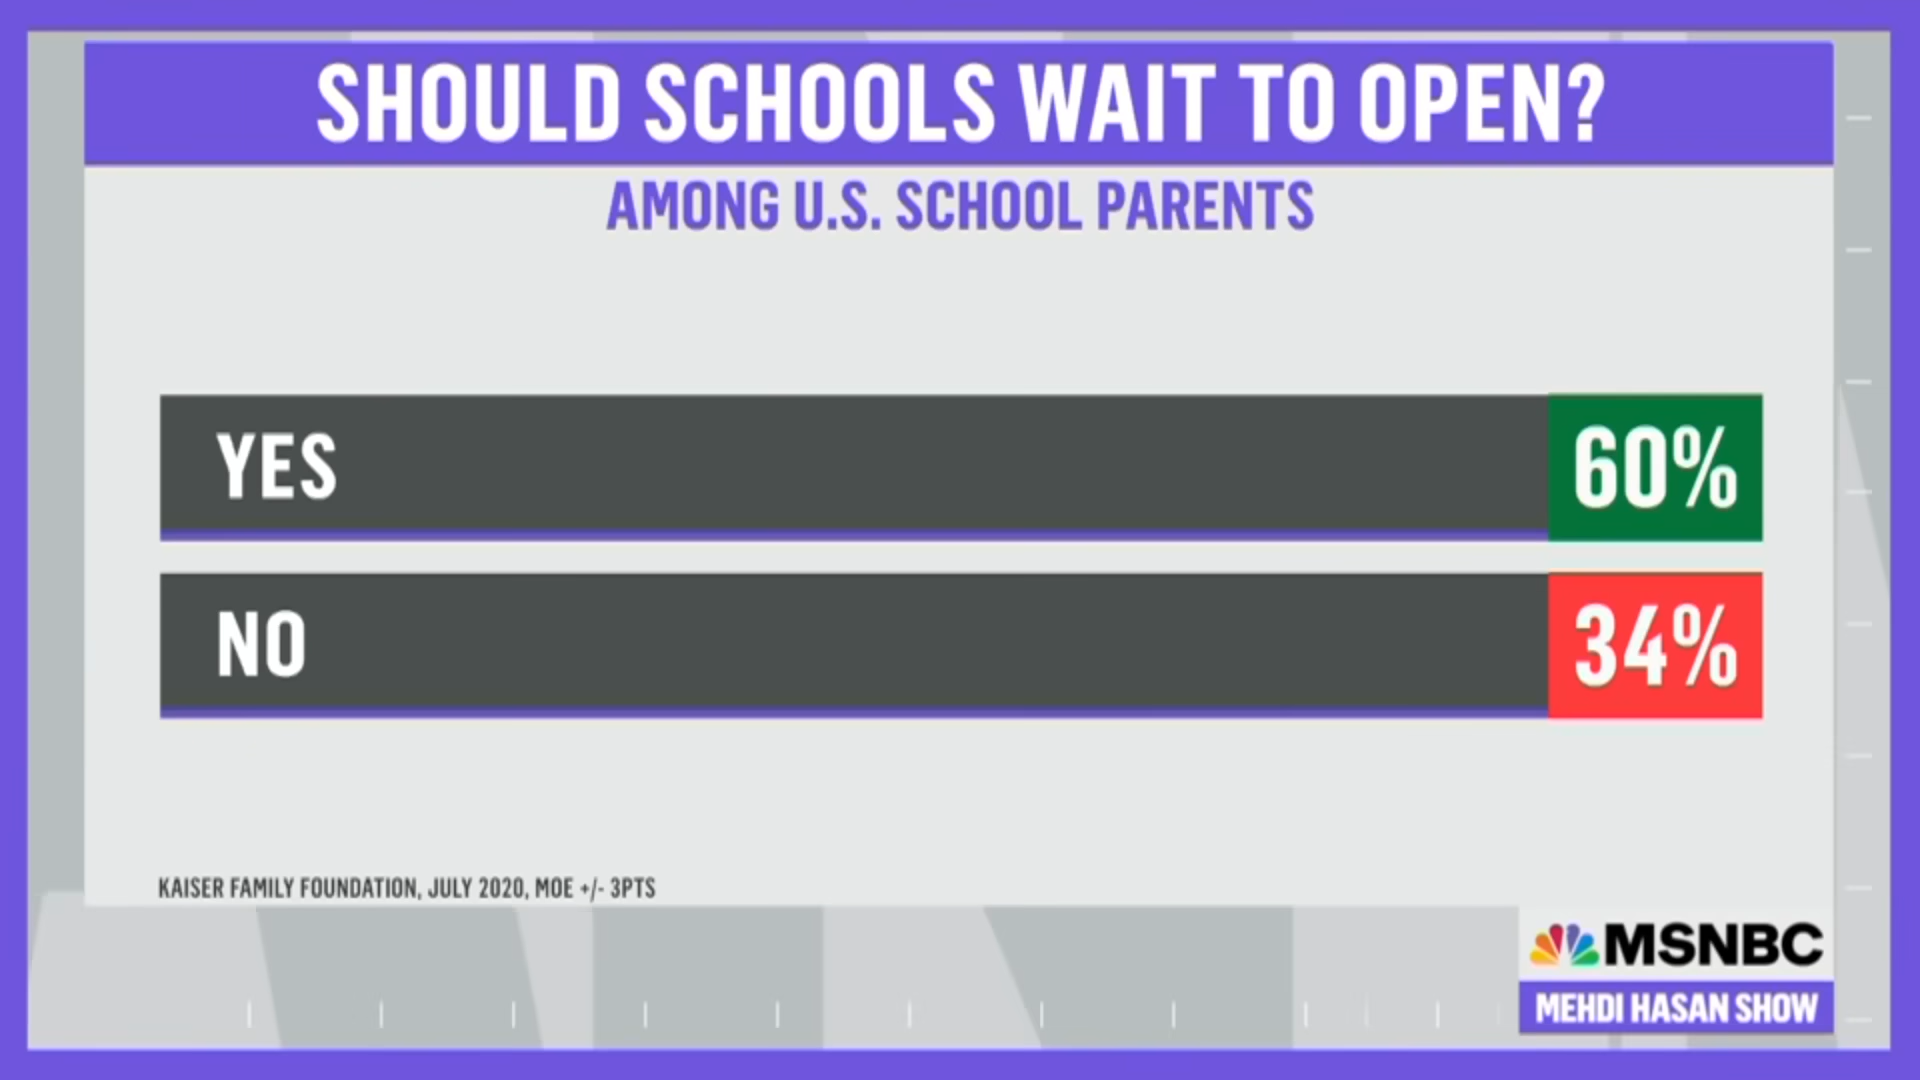 SHOULD SCHOOLS WAIT TO OPEN?
AMONG U.S. SCHOOL PARENTS
YES 60%
NO 34%
KAISER FAMILY FOUNDATION, JULY 2020, MOE +/- 3PTS
MSNBC
MEHDI HASAN SHOW